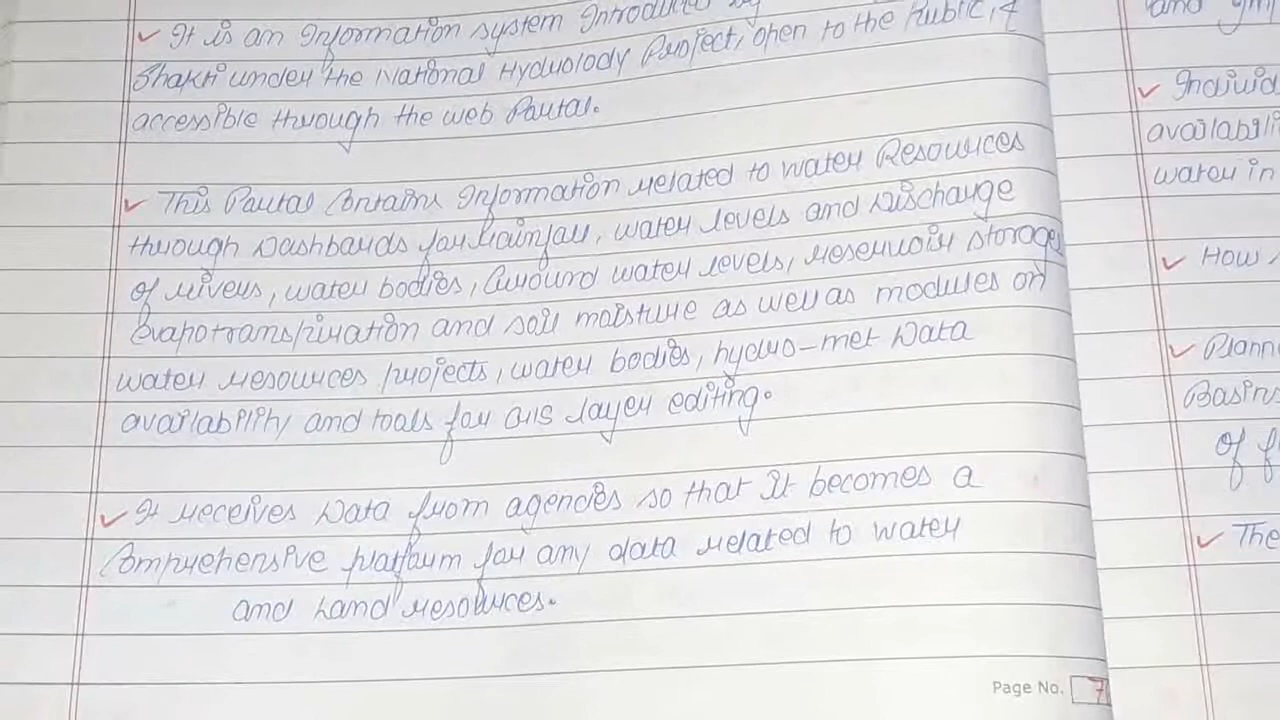 ✓ It is an Information system Introduced by
Shakti under the National Hydrolody Project, open to the Public, &
accessible through the web Portal.
✓ This Portal Contains Information related to water Resources
through Dashbards for Rainfall, water levels and Discharge
of rivers, water bodies, Ground water levels, reservoir storages
Evapotranspiration and soil moisture as well as modules on
water resources projects, water bodies, hydro-met Data
availability and tools for GIS layer editing.
✓ It receives Data from agencies so that It becomes a
Comprehensive platform for any data related to water
and Land resources.
Page No. 7
and
✓ Individ
availabili
water in
✓ How
✓ Plann
Basins
of f
✓ The